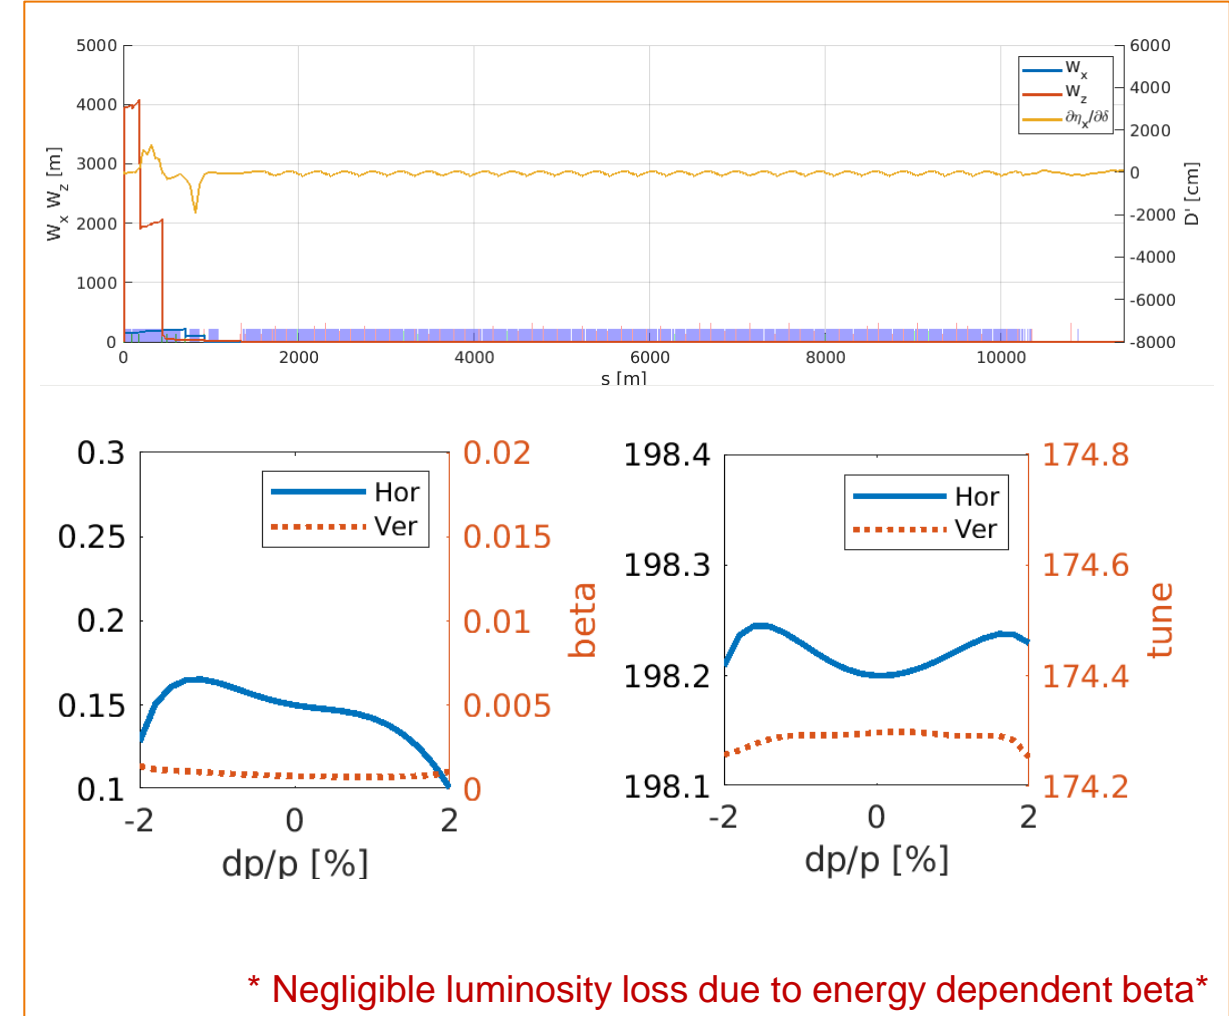 5000
4000
3000
2000
1000
0
W_x W_z [m]
6000
4000
2000
0
-2000
-4000
-6000
-8000
D' [cm]
W_x
W_z
∂η_x/∂δ
0 2000 4000 6000 8000 10000
s [m]
0.3
0.25
0.2
0.15
0.1
Hor
Ver
0.02
0.015
0.01
0.005
0
beta
-2 0 2
dp/p [%]
198.4
198.3
198.2
198.1
Hor
Ver
174.8
174.6
174.4
174.2
tune
-2 0 2
dp/p [%]
* Negligible luminosity loss due to energy dependent beta*